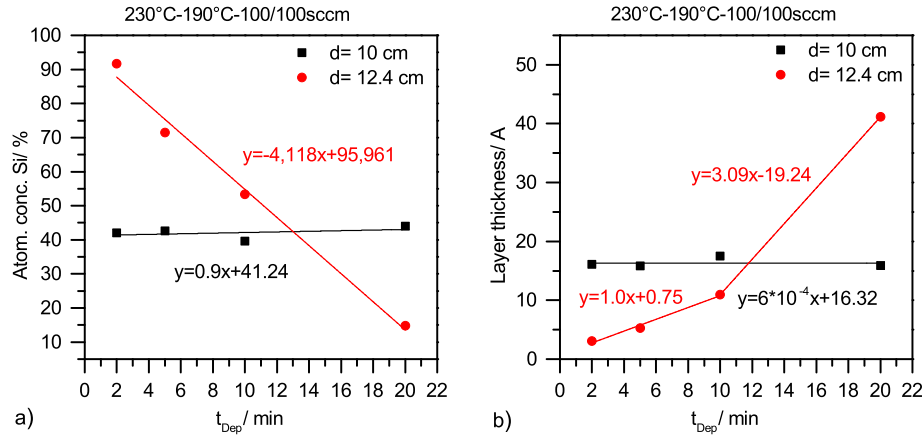 230°C-190°C-100/100sccm
100
90
80
70
60
50
40
30
20
10
Atom. conc. Si/ %
d= 10 cm
d= 12.4 cm
y=-4,118x+95,961
y=0.9x+41.24
0 2 4 6 8 10 12 14 16 18 20 22
t_Dep/ min
a)
230°C-190°C-100/100sccm
50
40
30
20
10
0
Layer thickness/ A
d= 10 cm
d= 12.4 cm
y=3.09x-19.24
y=1.0x+0.75
y=6*10^-4x+16.32
0 2 4 6 8 10 12 14 16 18 20 22
t_Dep/ min
b)